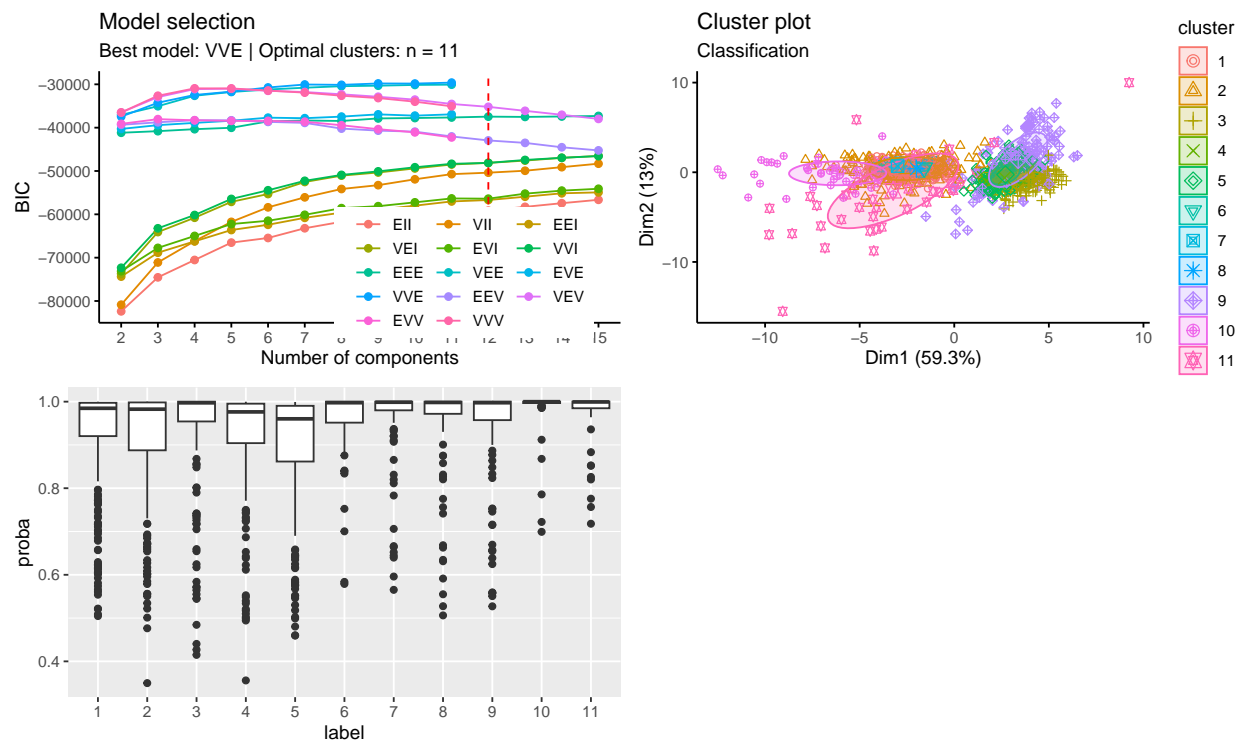 Model selection
Best model: VVE | Optimal clusters: n = 11
−30000
−40000
−50000
−60000
−70000
−80000
BIC
EII VII EEI
VEI EVI VVI
EEE VEE EVE
VVE EEV VEV
EVV VVV
2 3 4 5 6 7 8 9 10 11 12 13 14 15
Number of components
Cluster plot
Classification
10
0
−10
Dim2 (13%)
−10 −5 0 5 10
Dim1 (59.3%)
cluster
1
2
3
4
5
6
7
8
9
10
11
1.0
0.8
0.6
0.4
proba
1 2 3 4 5 6 7 8 9 10 11
label